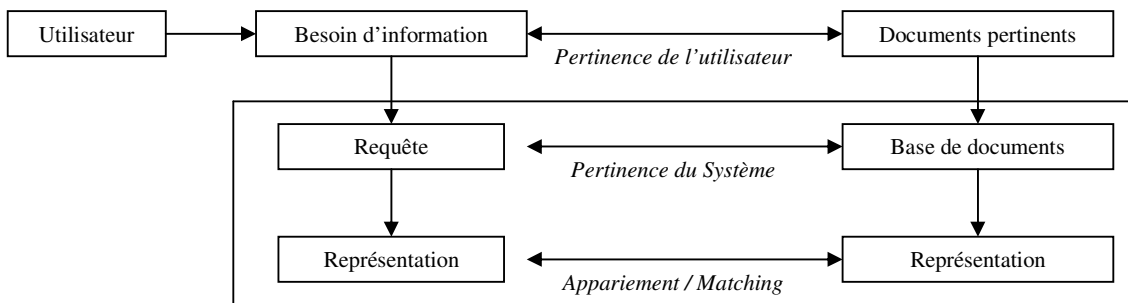 Utilisateur
Besoin d’information
Documents pertinents
Pertinence de l’utilisateur
Requête
Base de documents
Pertinence du Système
Représentation
Représentation
Appariement / Matching